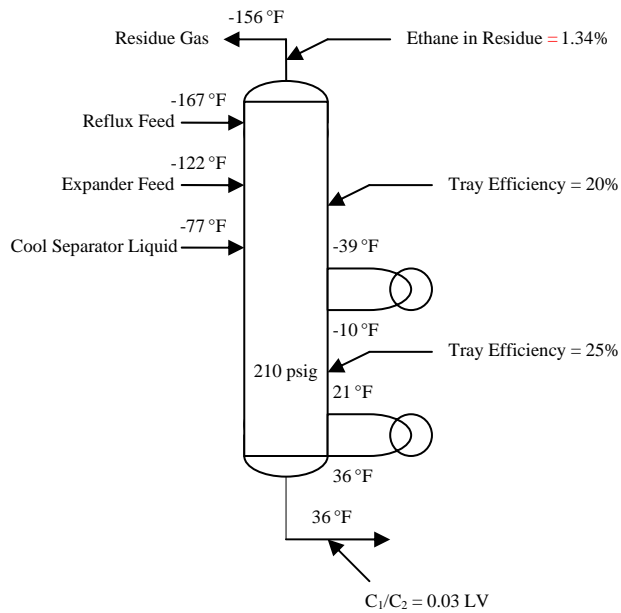 -156 °F
Residue Gas
Ethane in Residue = 1.34%
-167 °F
Reflux Feed
-122 °F
Expander Feed
Tray Efficiency = 20%
-77 °F
Cool Separator Liquid
-39 °F
-10 °F
Tray Efficiency = 25%
210 psig
21 °F
36 °F
36 °F
C₁/C₂ = 0.03 LV